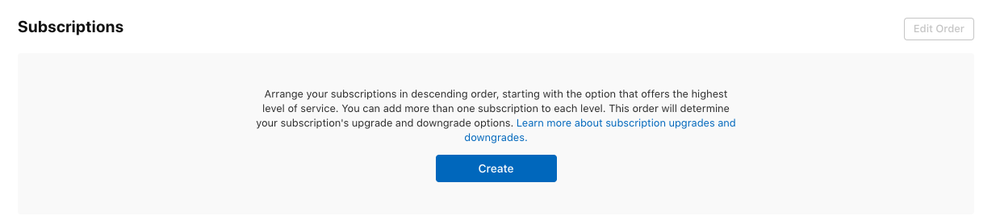 Subscriptions
Edit Order
Arrange your subscriptions in descending order, starting with the option that offers the highest
level of service. You can add more than one subscription to each level. This order will determine
your subscription's upgrade and downgrade options. Learn more about subscription upgrades and
downgrades.
Create